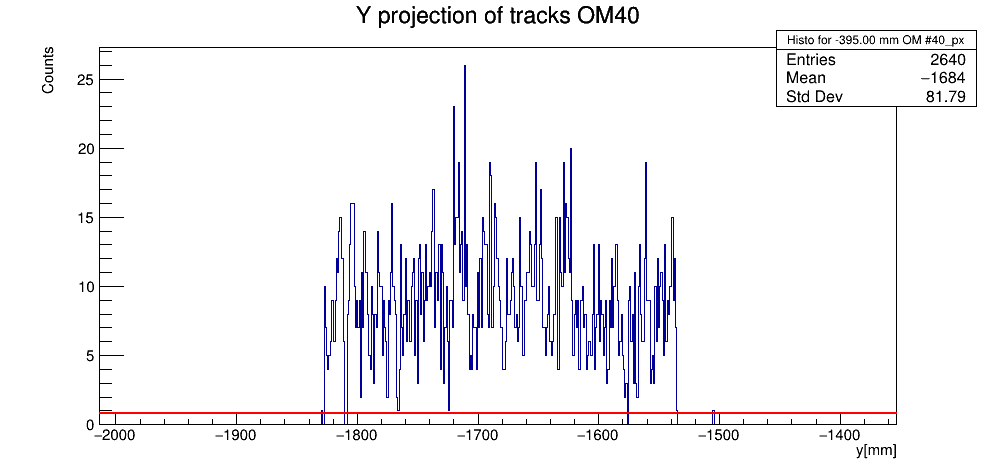 Y projection of tracks OM40
Histo for -395.00 mm OM #40_px
Entries 2640
Mean −1684
Std Dev 81.79
Counts
25
20
15
10
5
0
−2000 −1900 −1800 −1700 −1600 −1500 −1400
y[mm]